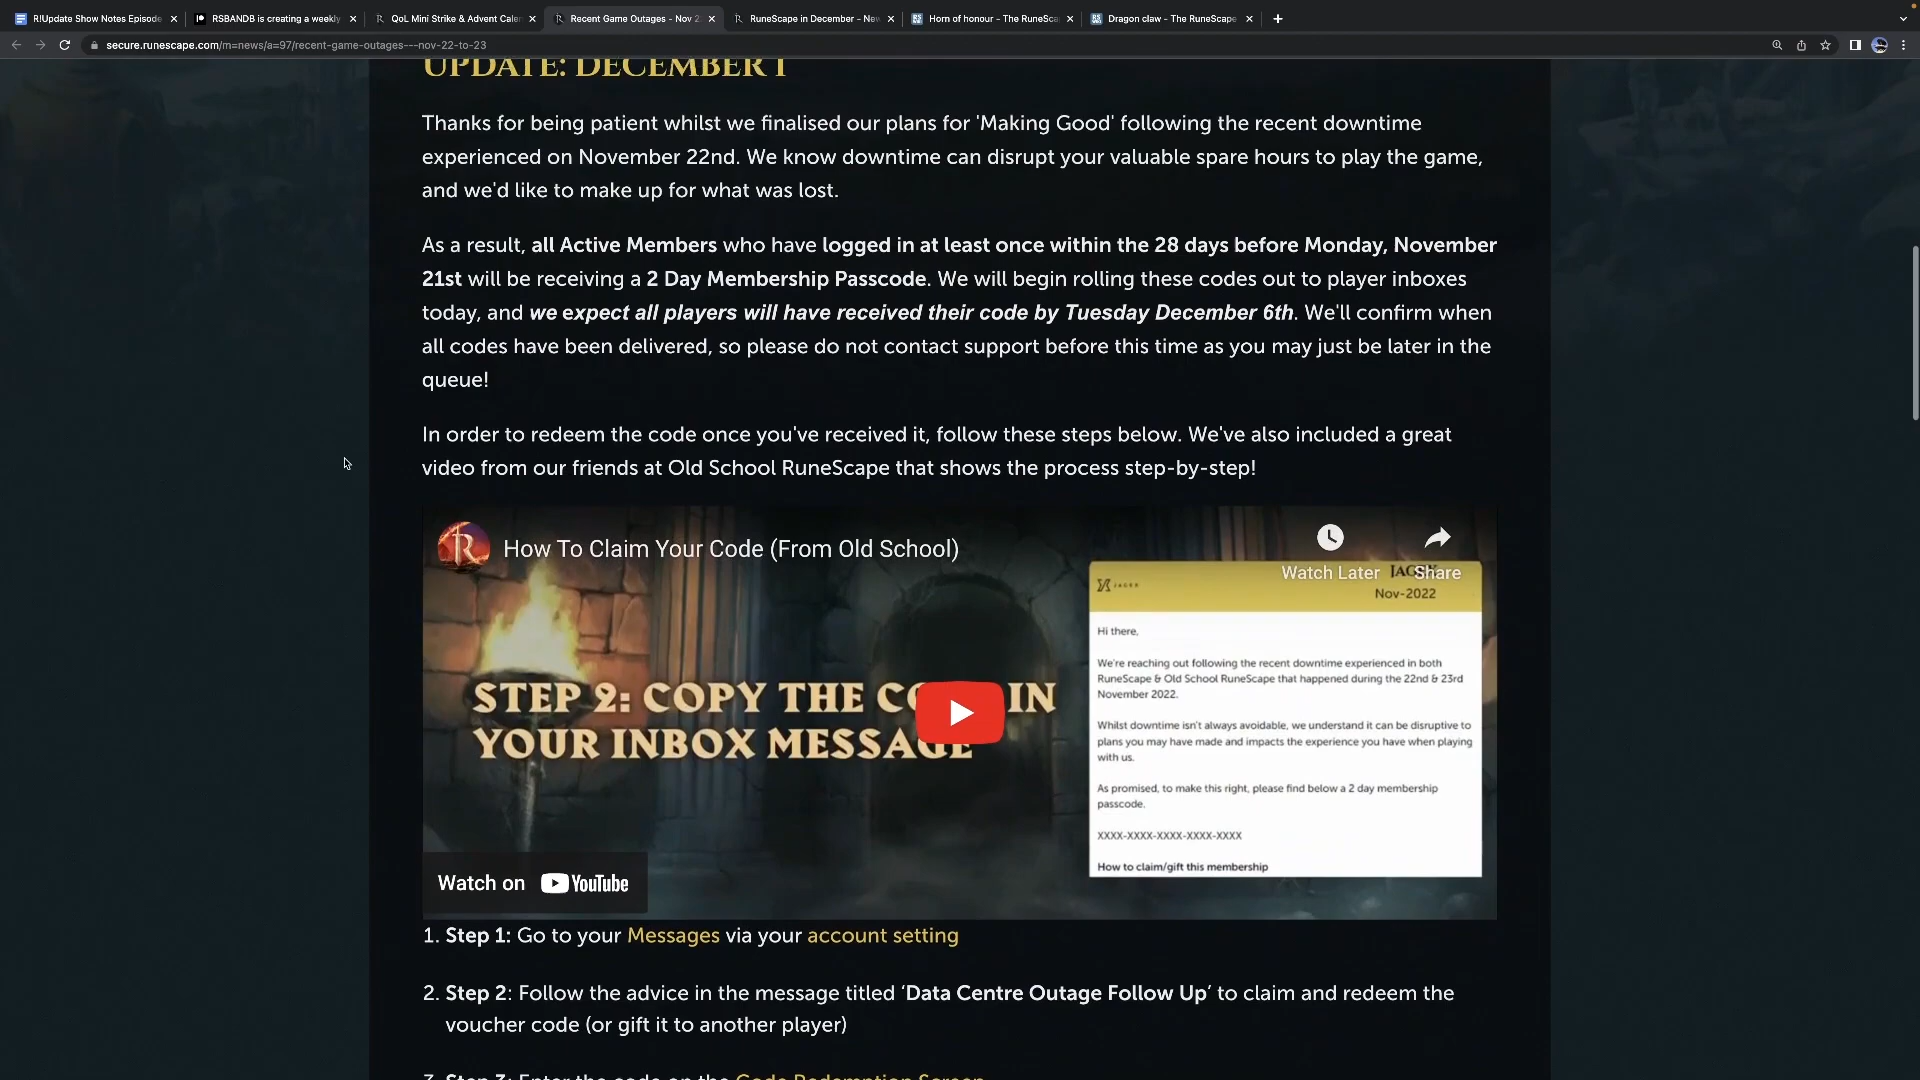 R!Update Show Notes Episode
RSBANDB is creating a weekly
QoL Mini Strike & Advent Calen
Recent Game Outages - Nov 2
RuneScape in December - New
Horn of honour - The RuneScap
Dragon claw - The RuneScape
secure.runescape.com/m=news/a=97/recent-game-outages---nov-22-to-23
UPDATE: DECEMBER 1
Thanks for being patient whilst we finalised our plans for 'Making Good' following the recent downtime
experienced on November 22nd. We know downtime can disrupt your valuable spare hours to play the game,
and we'd like to make up for what was lost.
As a result, all Active Members who have logged in at least once within the 28 days before Monday, November
21st will be receiving a 2 Day Membership Passcode. We will begin rolling these codes out to player inboxes
today, and we expect all players will have received their code by Tuesday December 6th. We'll confirm when
all codes have been delivered, so please do not contact support before this time as you may just be later in the
queue!
In order to redeem the code once you've received it, follow these steps below. We've also included a great
video from our friends at Old School RuneScape that shows the process step-by-step!
How To Claim Your Code (From Old School)
Watch Later
Share
JAGEX
JAGEX
Nov-2022
Hi there,
We're reaching out following the recent downtime experienced in both
RuneScape & Old School RuneScape that happened during the 22nd & 23rd
November 2022.
Whilst downtime isn't always avoidable, we understand it can be disruptive to
plans you may have made and impacts the experience you have when playing
with us.
As promised, to make this right, please find below a 2 day membership
passcode.
XXXX-XXXX-XXXX-XXXX-XXXX
How to claim/gift this membership
STEP 2: COPY THE CODE IN
YOUR INBOX MESSAGE
Watch on YouTube
1. Step 1: Go to your Messages via your account setting
2. Step 2: Follow the advice in the message titled ‘Data Centre Outage Follow Up’ to claim and redeem the
voucher code (or gift it to another player)
3. Step 3: Enter the code on the Code Redemption Screen